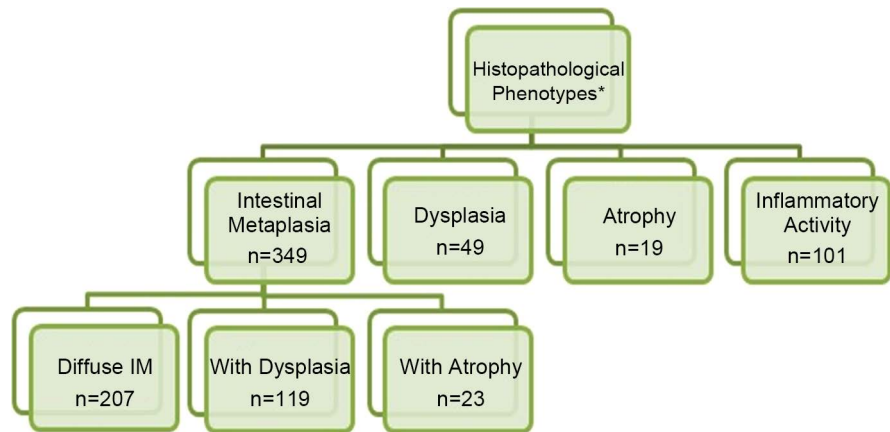 Histopathological
Phenotypes*
Intestinal
Metaplasia
n=349
Dysplasia
n=49
Atrophy
n=19
Inflammatory
Activity
n=101
Diffuse IM
n=207
With Dysplasia
n=119
With Atrophy
n=23